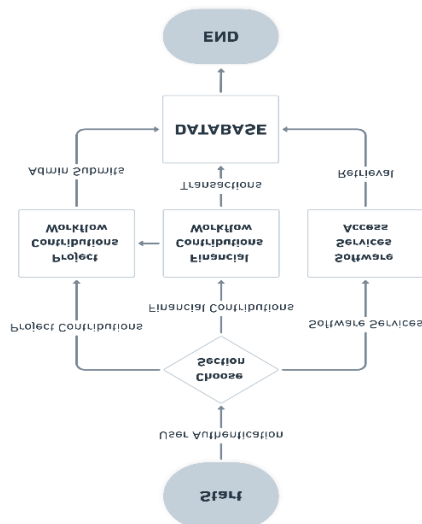 Start
User Authentication
Choose
Section
Project Contributions
Financial Contributions
Software Services
Project
Contributions
Workflow
Financial
Contributions
Workflow
Software
Services
Access
Admin Submits
Transactions
Retrieval
DATABASE
END